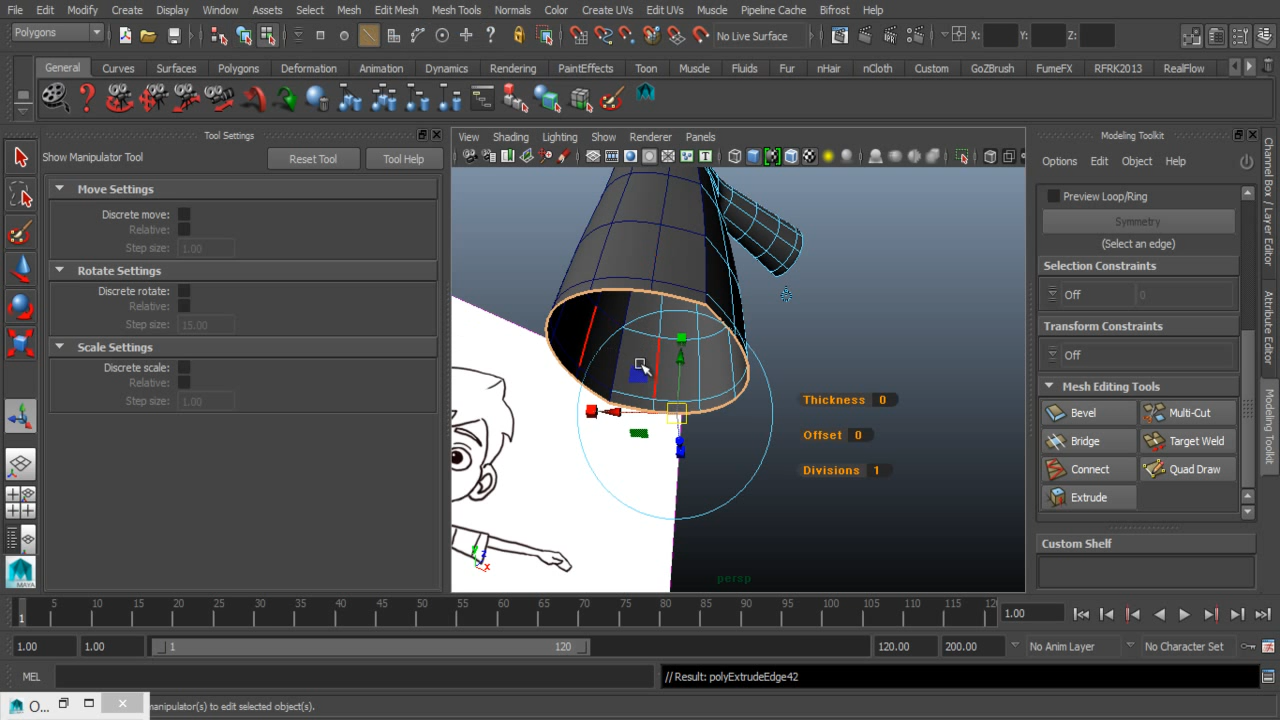 File Edit Modify Create Display Window Assets Select Mesh Edit Mesh Mesh Tools Normals Color Create UVs Edit UVs Muscle Pipeline Cache Bifrost Help
Polygons No Live Surface X: Y: Z:
General Curves Surfaces Polygons Deformation Animation Dynamics Rendering PaintEffects Toon Muscle Fluids Fur nHair nCloth Custom GoZBrush FumeFX RFRK2013 RealFlow
Tool Settings
Show Manipulator Tool Reset Tool Tool Help
Move Settings
Discrete move:
Relative:
Step size: 1.00
Rotate Settings
Discrete rotate:
Relative:
Step size: 15.00
Scale Settings
Discrete scale:
Relative:
Step size: 1.00
View Shading Lighting Show Renderer Panels
Thickness 0
Offset 0
Divisions 1
persp
x
Modeling Toolkit
Options Edit Object Help
Preview Loop/Ring
Symmetry
(Select an edge)
Selection Constraints
Off 0
Transform Constraints
Off
Mesh Editing Tools
Bevel Multi-Cut
Bridge Target Weld
Connect Quad Draw
Extrude
Custom Shelf
Channel Box / Layer Editor
Attribute Editor
Modeling Toolkit
1 5 10 15 20 25 30 35 40 45 50 55 60 65 70 75 80 85 90 95 100 105 110 115 12
1.00
1.00 1.00 1 120 120.00 200.00 No Anim Layer No Character Set
MEL // Result: polyExtrudeEdge42
O... manipulator(s) to edit selected object(s).